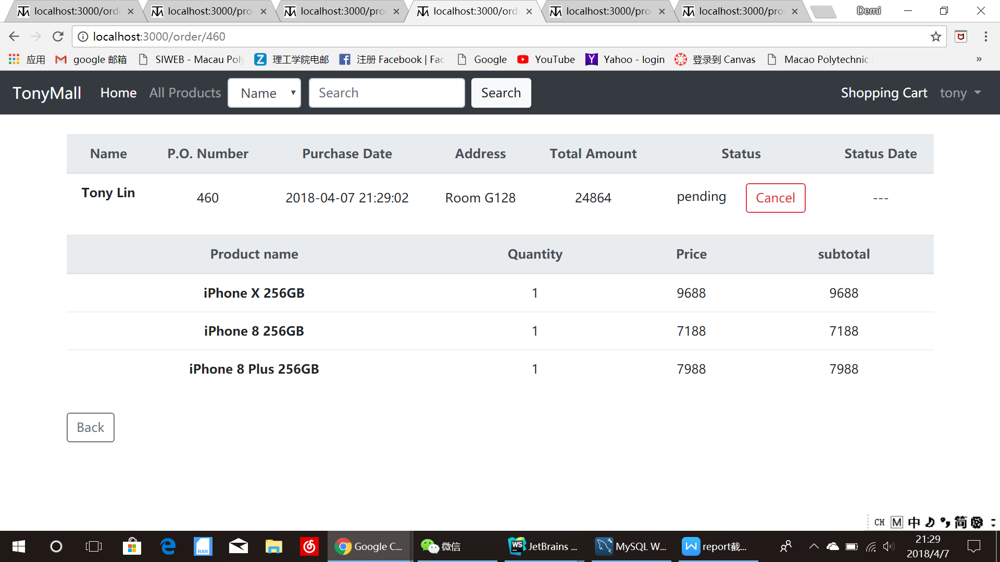 localhost:3000/ord localhost:3000/pro localhost:3000/pro localhost:3000/ord localhost:3000/pro localhost:3000/pro Demi
localhost:3000/order/460
应用 google 邮箱 SIWEB - Macau Poly 理工学院电邮 注册 Facebook | Fac Google YouTube Yahoo - login 登录到 Canvas Macao Polytechnic »
TonyMall Home All Products Name Search Search Shopping Cart tony
Name P.O. Number Purchase Date Address Total Amount Status Status Date
Tony Lin 460 2018-04-07 21:29:02 Room G128 24864 pending Cancel ---
Product name Quantity Price subtotal
iPhone X 256GB 1 9688 9688
iPhone 8 256GB 1 7188 7188
iPhone 8 Plus 256GB 1 7988 7988
Back
CH M 中 简
RAR Google C... 微信 WS JetBrains ... MySQL W... report截... 21:29
2018/4/7